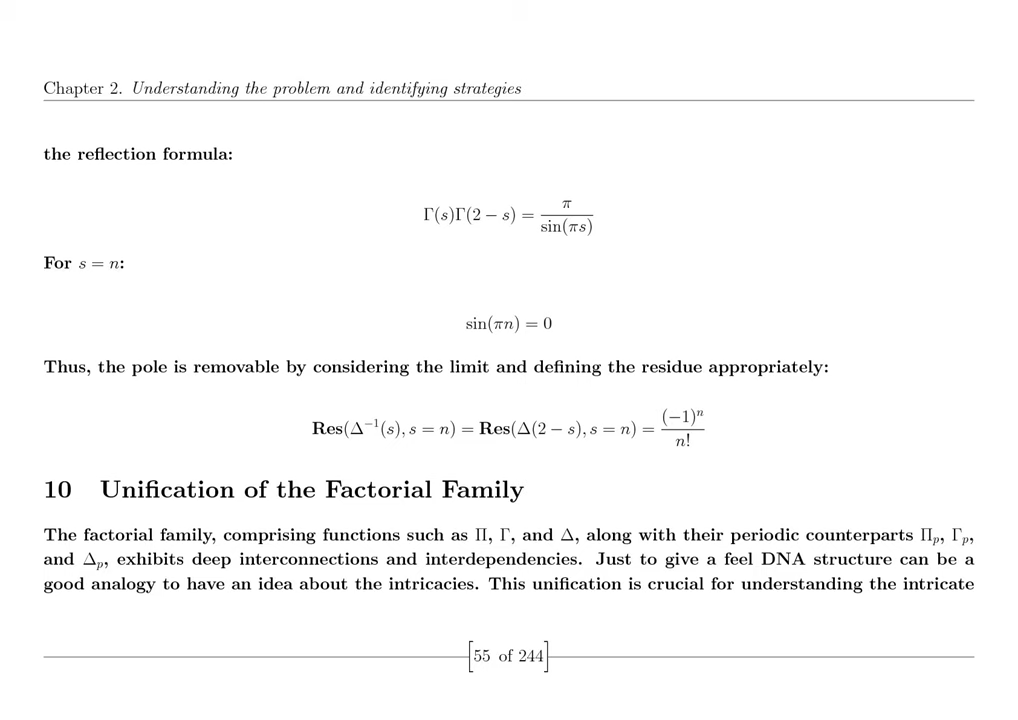 Chapter 2. Understanding the problem and identifying strategies
the reflection formula:
Γ(s)Γ(2 − s) = π / sin(πs)
For s = n:
sin(πn) = 0
Thus, the pole is removable by considering the limit and defining the residue appropriately:
Res(Δ⁻¹(s), s = n) = Res(Δ(2 − s), s = n) = (−1)ⁿ / n!
10 Unification of the Factorial Family
The factorial family, comprising functions such as Π, Γ, and Δ, along with their periodic counterparts Πₚ, Γₚ,
and Δₚ, exhibits deep interconnections and interdependencies. Just to give a feel DNA structure can be a
good analogy to have an idea about the intricacies. This unification is crucial for understanding the intricate
[55 of 244]